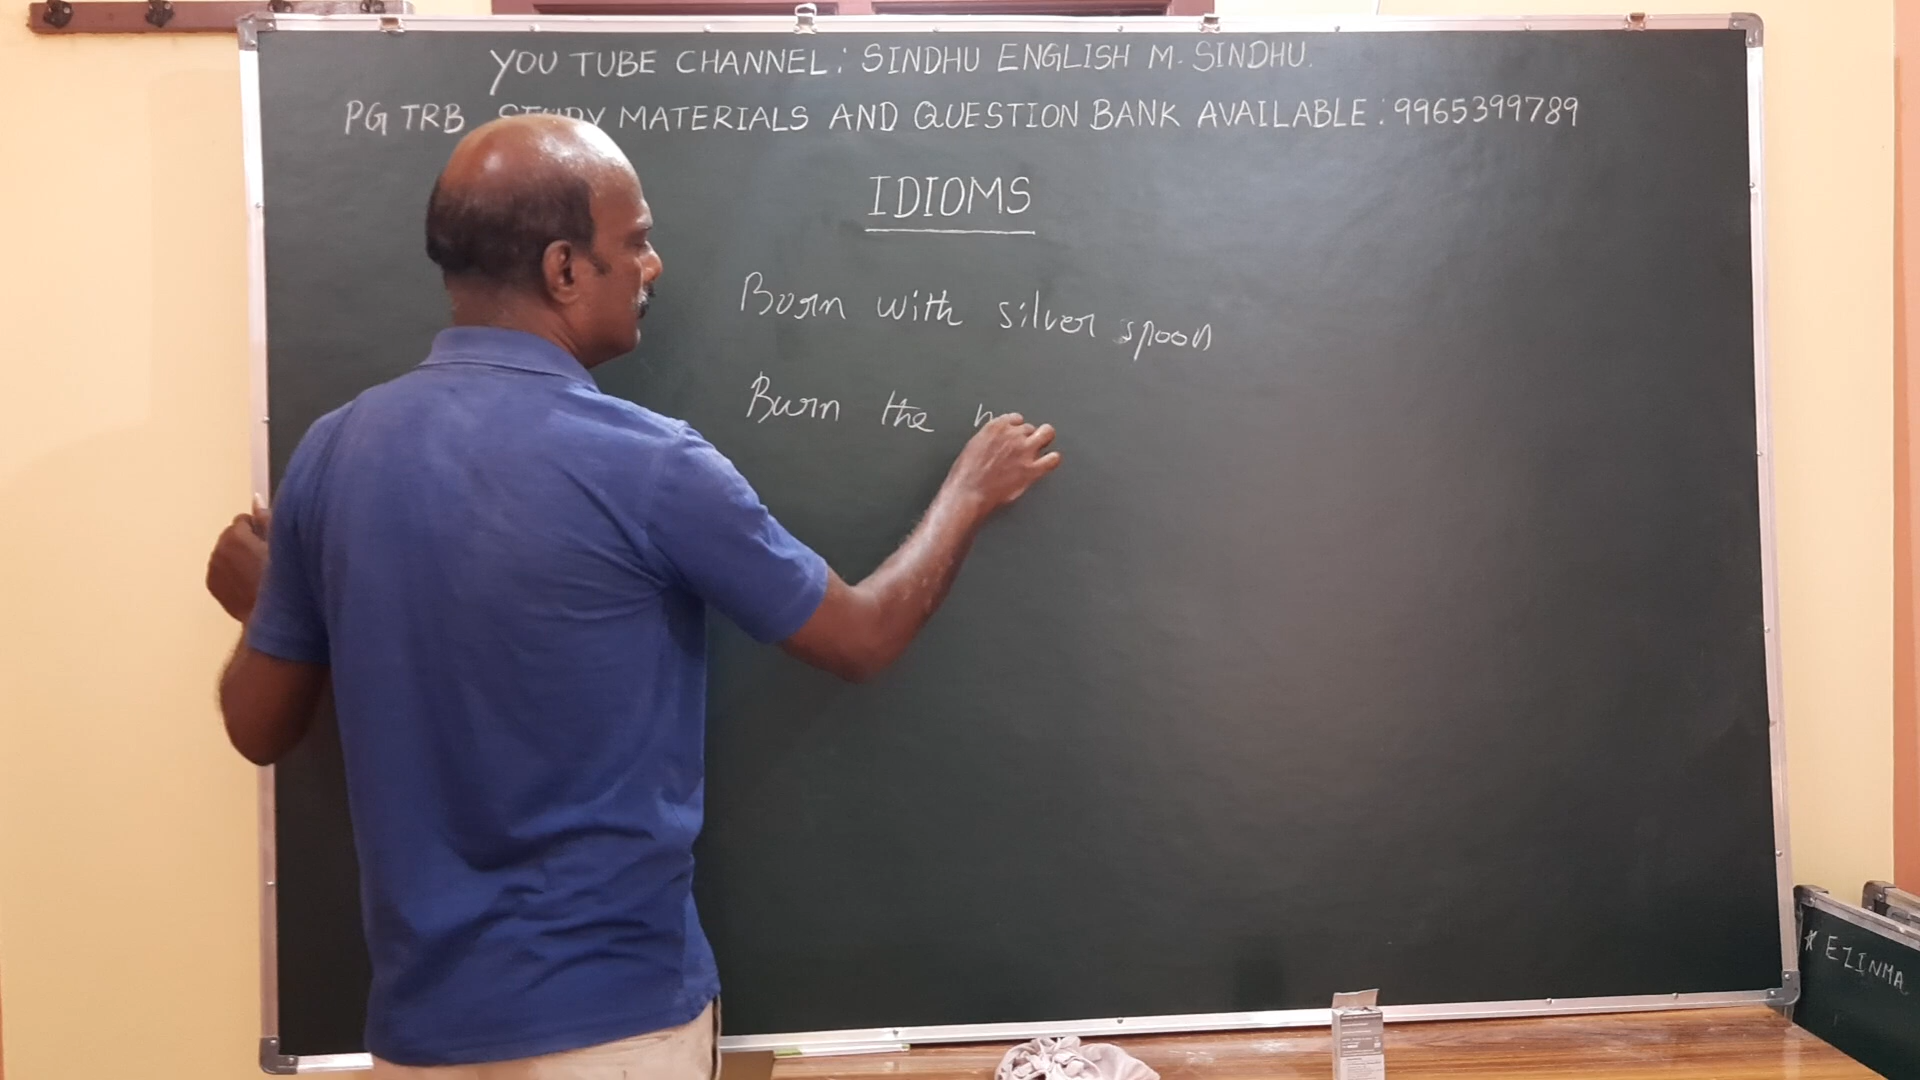 YOU TUBE CHANNEL: SINDHU ENGLISH M. SINDHU.
PG TRB STUDY MATERIALS AND QUESTION BANK AVAILABLE: 9965399789
IDIOMS
Born with silver spoon
Burn the
* EZINMA